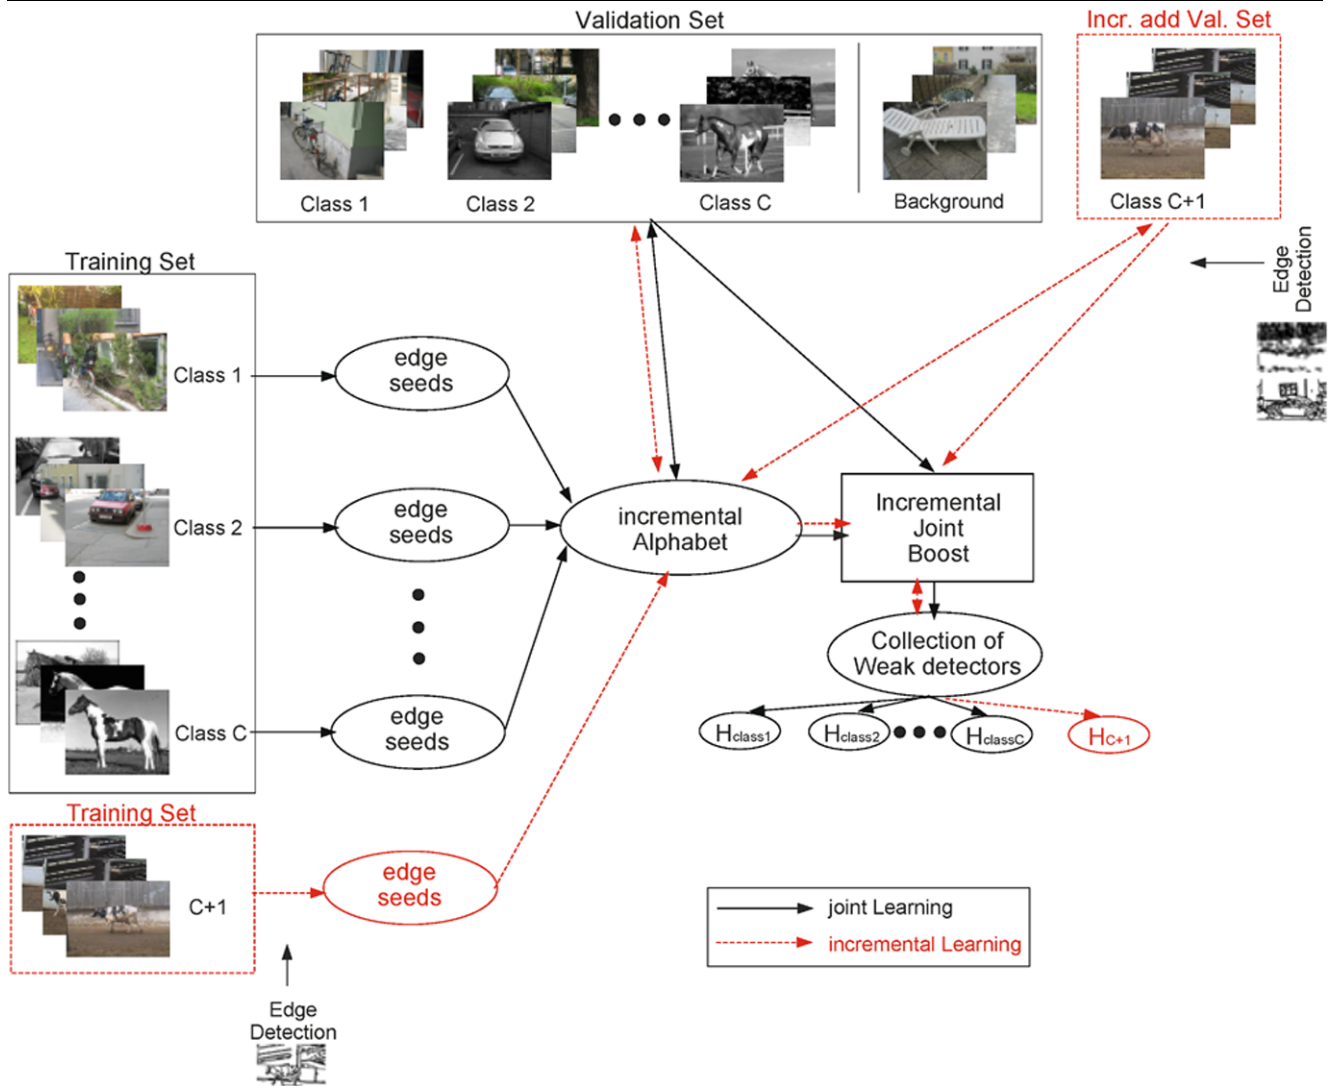 Validation Set
Incr. add Val. Set
Class 1
Class 2
Class C
Background
Class C+1
Edge
Detection
Training Set
Class 1
Class 2
Class C
edge
seeds
edge
seeds
edge
seeds
incremental
Alphabet
Incremental
Joint
Boost
Collection of
Weak detectors
Hclass1
Hclass2
HclassC
HC+1
Training Set
C+1
edge
seeds
Edge
Detection
joint Learning
incremental Learning